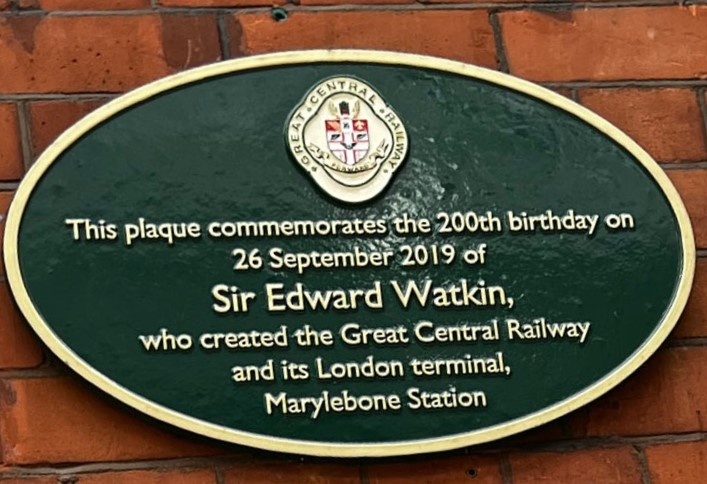 GREAT CENTRAL RAILWAY
FORWARD
This plaque commemorates the 200th birthday on
26 September 2019 of
Sir Edward Watkin,
who created the Great Central Railway
and its London terminal,
Marylebone Station